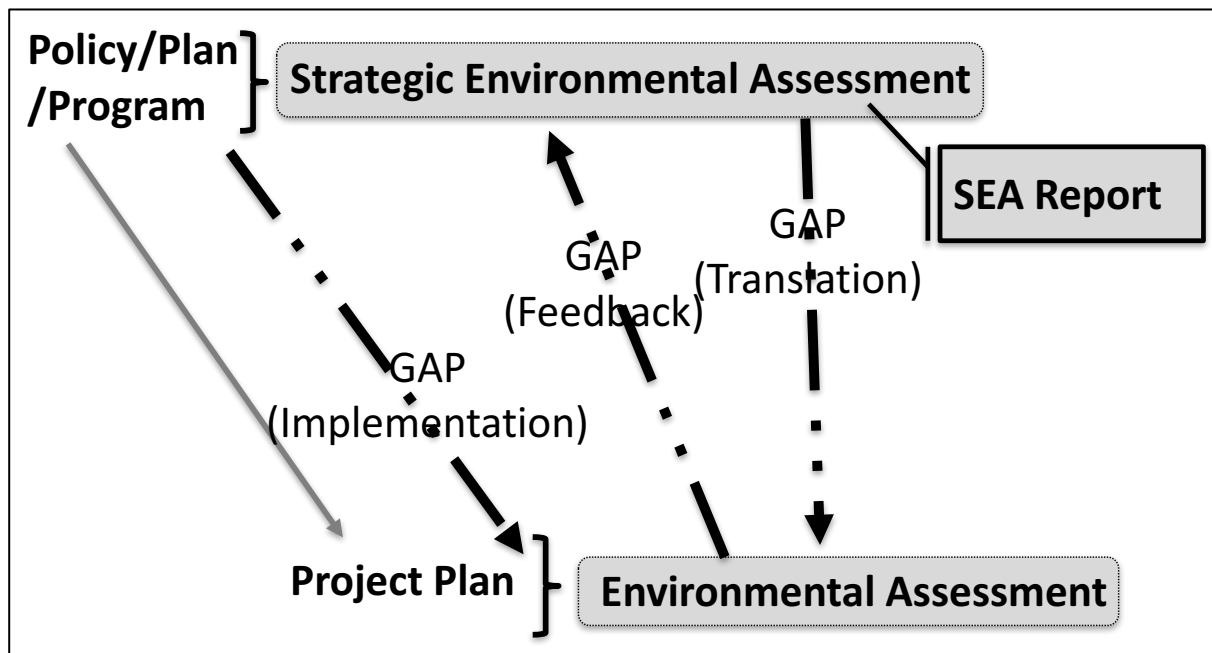 Policy/Plan
/Program
Strategic Environmental Assessment
SEA Report
GAP
(Translation)
GAP
(Feedback)
GAP
(Implementation)
Project Plan
Environmental Assessment